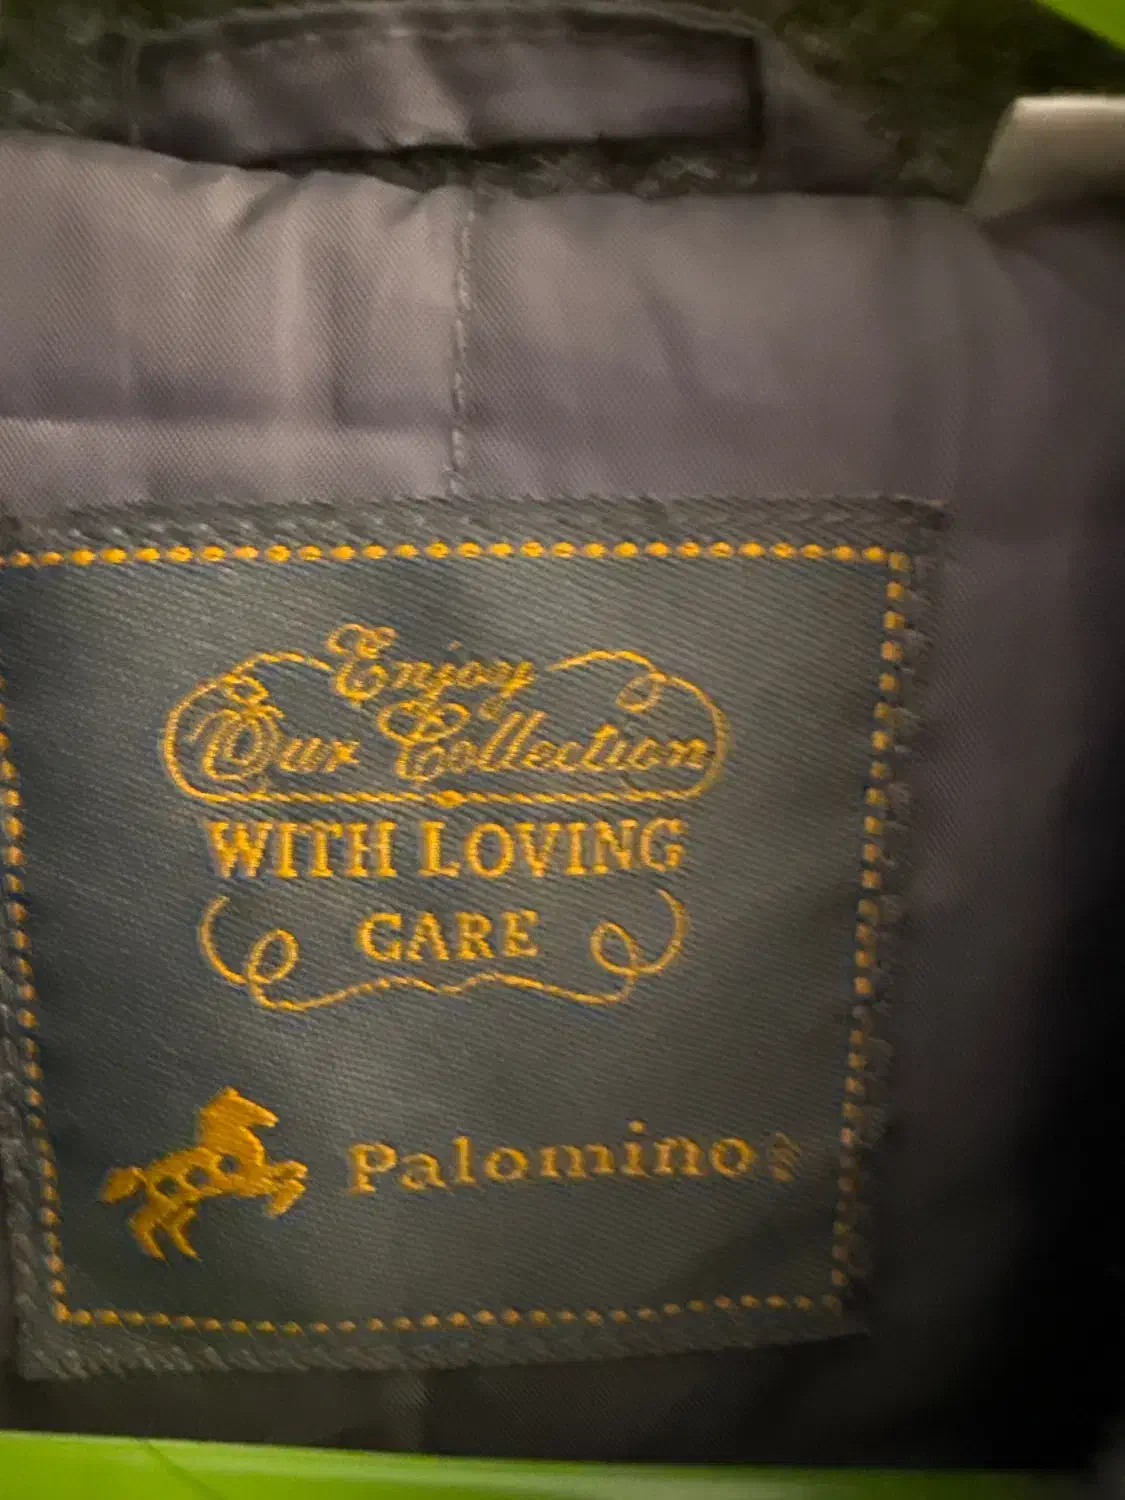 Enjoy
Our Collection
WITH LOVING
CARE
Palomino